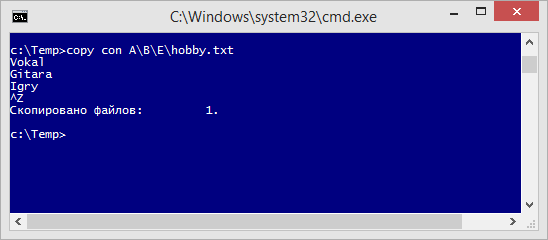 C:\Windows\system32\cmd.exe
c:\Temp>copy con A\B\E\hobby.txt
Vokal
Gitara
Igry
^Z
Скопировано файлов:         1.
c:\Temp>